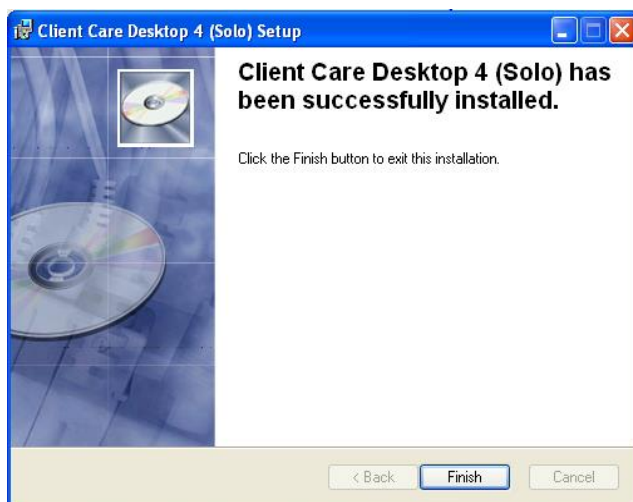 Client Care Desktop 4 (Solo) Setup
Client Care Desktop 4 (Solo) has
been successfully installed.
Click the Finish button to exit this installation.
< Back
Finish
Cancel